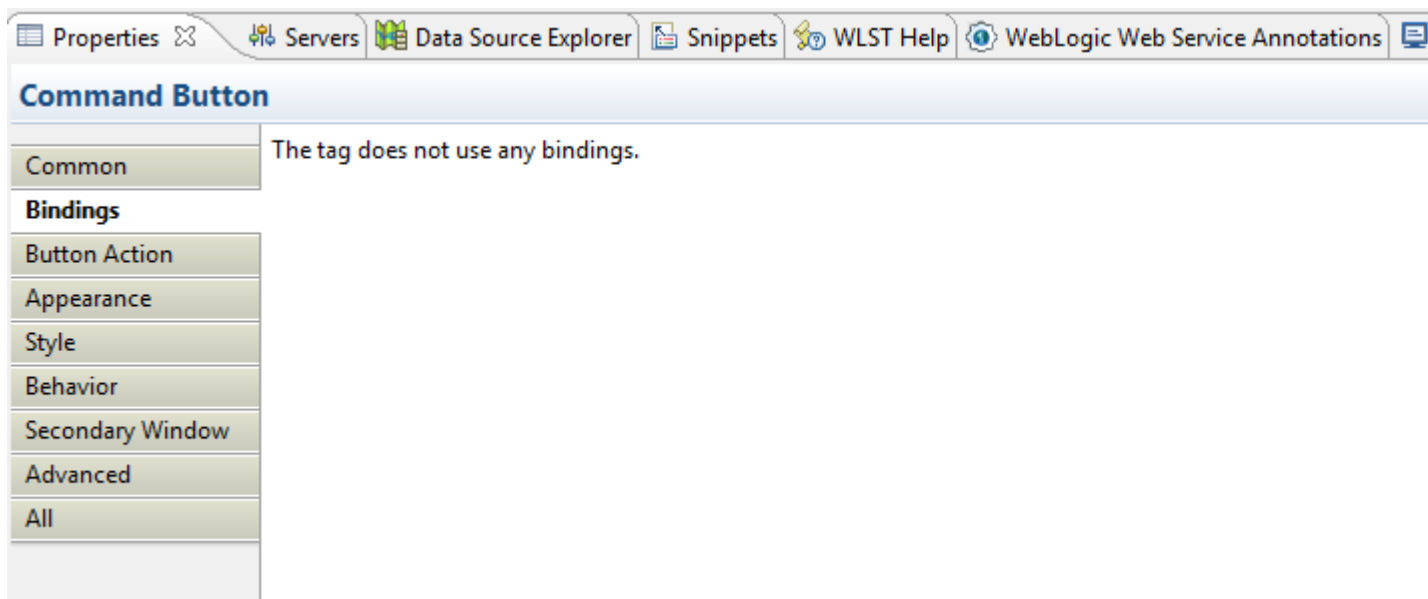 Properties Servers Data Source Explorer Snippets WLST Help WebLogic Web Service Annotations
Command Button
Common
The tag does not use any bindings.
Bindings
Button Action
Appearance
Style
Behavior
Secondary Window
Advanced
All